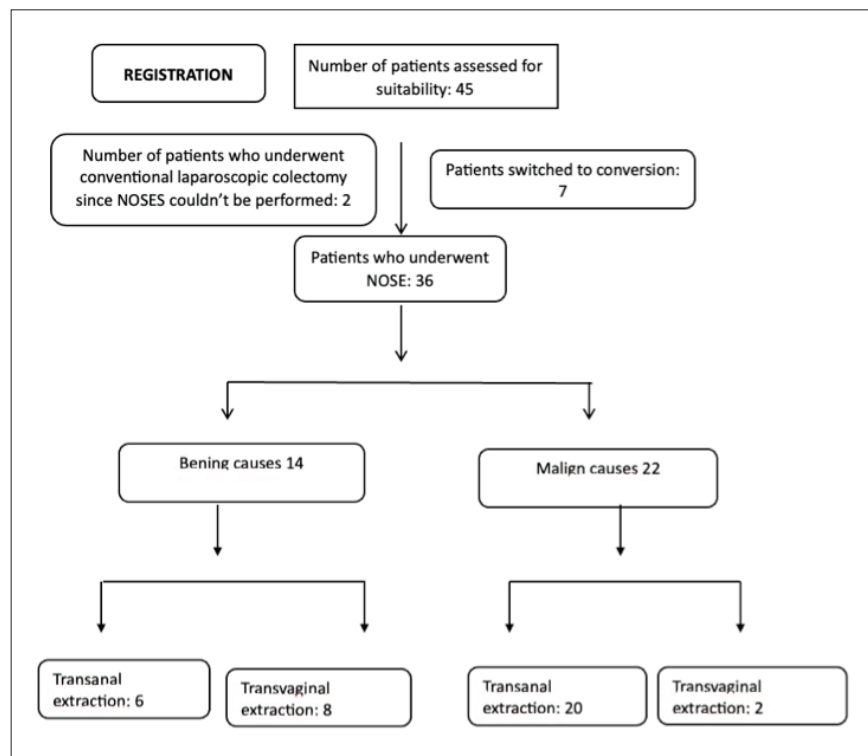 REGISTRATION
Number of patients assessed for
suitability: 45
Number of patients who underwent
conventional laparoscopic colectomy
since NOSES couldn't be performed: 2
Patients switched to conversion:
7
Patients who underwent
NOSE: 36
Bening causes 14
Malign causes 22
Transanal
extraction: 6
Transvaginal
extraction: 8
Transanal
extraction: 20
Transvaginal
extraction: 2